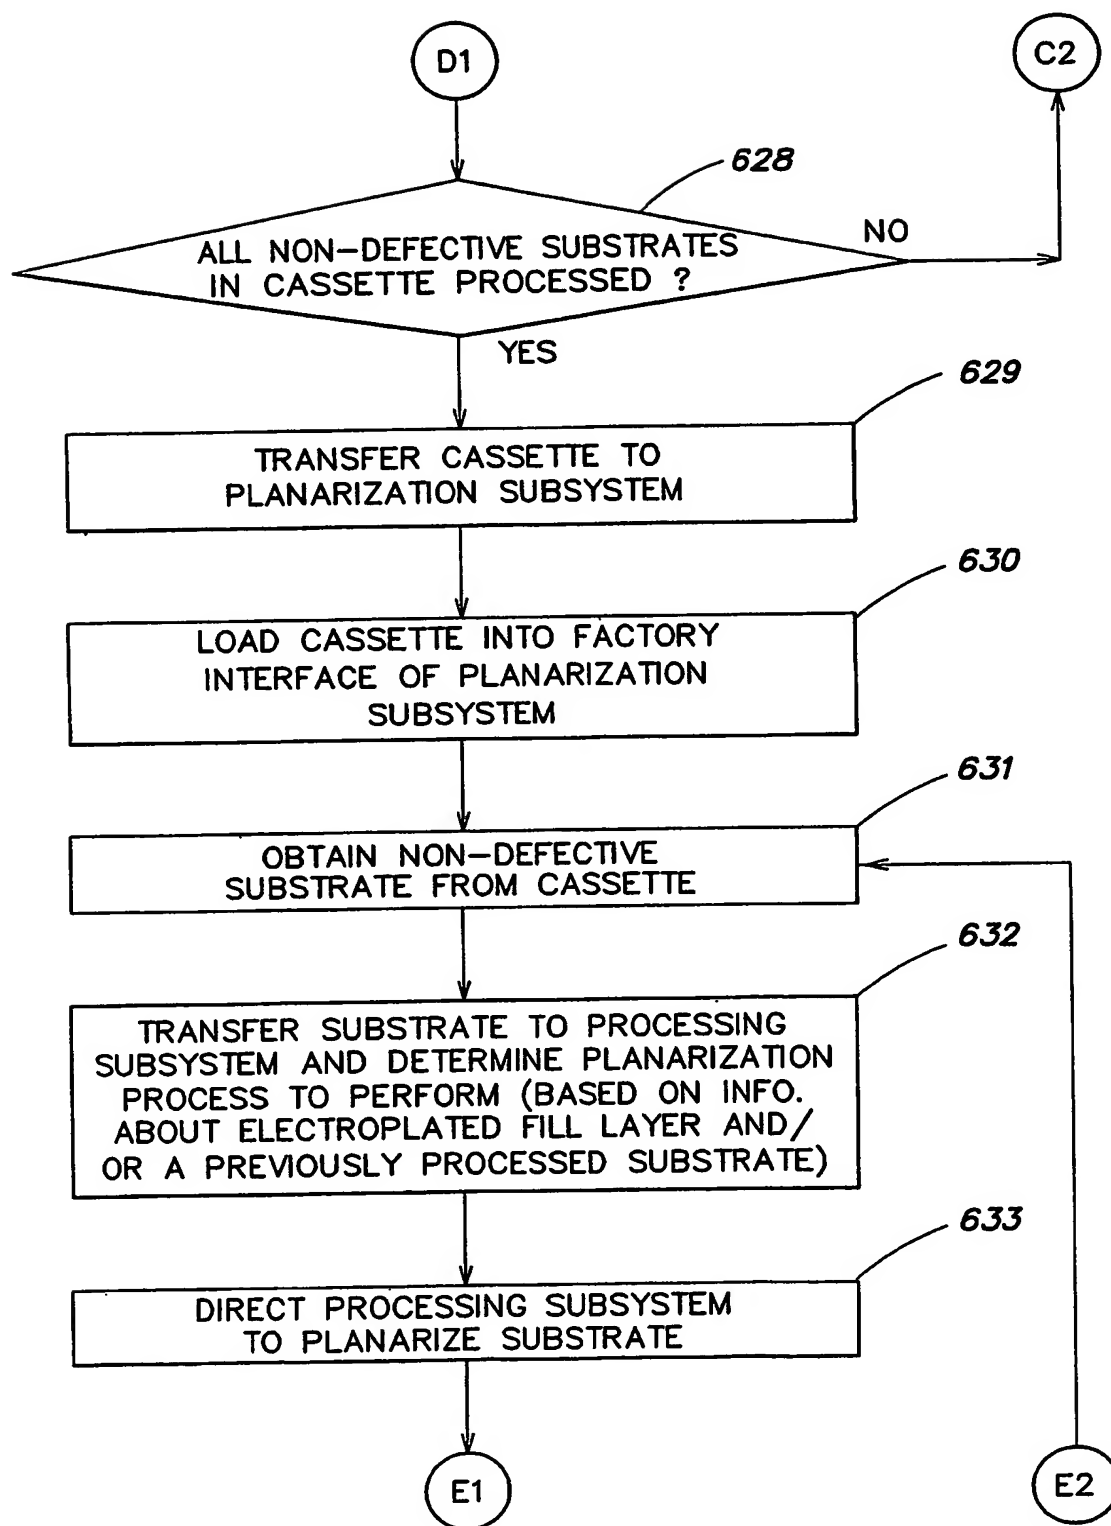 D1
C2
628
ALL NON-DEFECTIVE SUBSTRATES
IN CASSETTE PROCESSED ?
NO
YES
629
TRANSFER CASSETTE TO
PLANARIZATION SUBSYSTEM
630
LOAD CASSETTE INTO FACTORY
INTERFACE OF PLANARIZATION
SUBSYSTEM
631
OBTAIN NON-DEFECTIVE
SUBSTRATE FROM CASSETTE
632
TRANSFER SUBSTRATE TO PROCESSING
SUBSYSTEM AND DETERMINE PLANARIZATION
PROCESS TO PERFORM (BASED ON INFO.
ABOUT ELECTROPLATED FILL LAYER AND/
OR A PREVIOUSLY PROCESSED SUBSTRATE)
633
DIRECT PROCESSING SUBSYSTEM
TO PLANARIZE SUBSTRATE
E1
E2